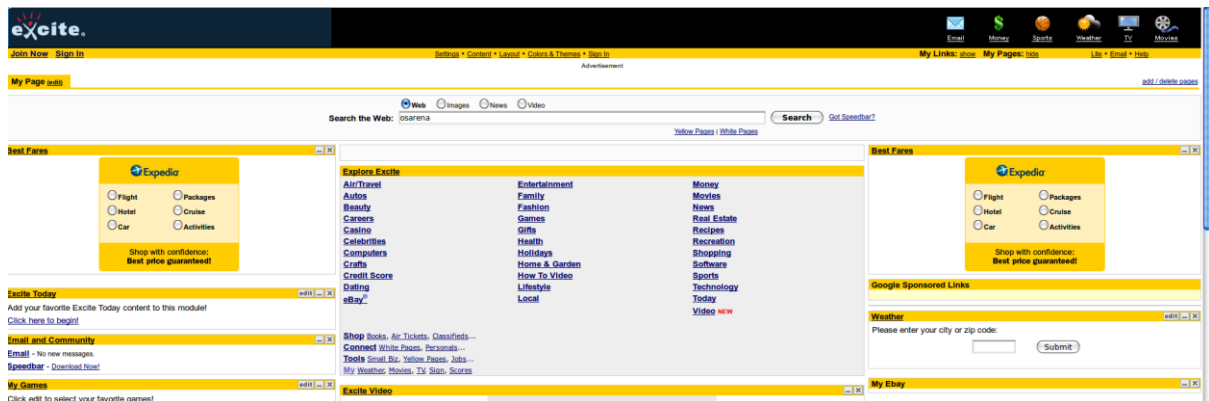 excite.
Email Money Sports Weather TV Movies
Join Now Sign In
Settings • Content • Layout • Colors & Themes • Sign In
My Links: show My Pages: hide
Lite • Email • Help
Advertisement
My Page (edit)
add / delete pages
Web Images News Video
Search the Web: osarena Search Got Speedbar?
Yellow Pages | White Pages
Best Fares
Expedia
Flight Packages
Hotel Cruise
Car Activities
Shop with confidence:
Best price guaranteed!
Excite Today edit
Add your favorite Excite Today content to this module!
Click here to begin!
Email and Community
Email - No new messages.
Speedbar - Download Now!
My Games edit
Click edit to select your favorite games!
Explore Excite
Air/Travel
Autos
Beauty
Careers
Casino
Celebrities
Computers
Crafts
Credit Score
Dating
eBay®
Entertainment
Family
Fashion
Games
Gifts
Health
Holidays
Home & Garden
How To Video
Lifestyle
Local
Money
Movies
News
Real Estate
Recipes
Recreation
Shopping
Software
Sports
Technology
Today
Video NEW
Shop Books, Air Tickets, Classifieds...
Connect White Pages, Personals...
Tools Small Biz, Yellow Pages, Jobs...
My Weather, Movies, TV, Sign, Scores
Excite Video
Best Fares
Expedia
Flight Packages
Hotel Cruise
Car Activities
Shop with confidence:
Best price guaranteed!
Google Sponsored Links
Weather edit
Please enter your city or zip code:
Submit
My Ebay